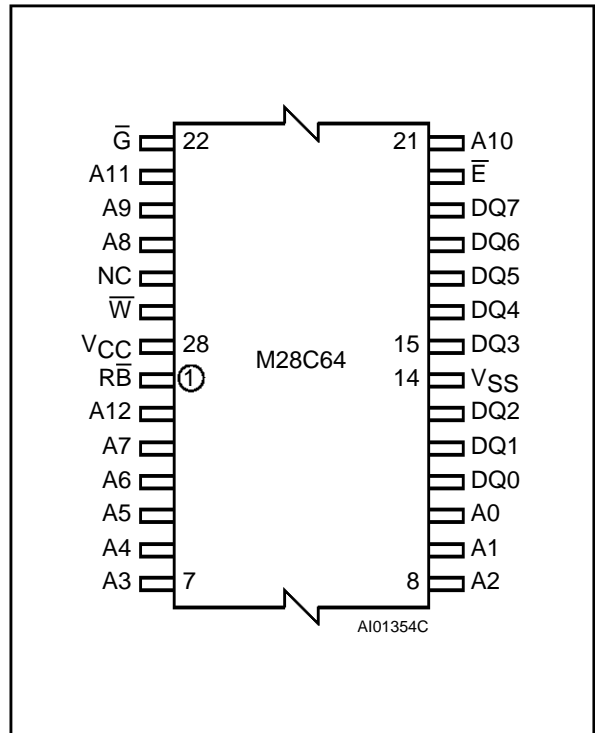 G̅ 22 21 A10
A11 E̅
A9 DQ7
A8 DQ6
NC DQ5
W̅ DQ4
VCC 28 15 DQ3
M28C64
RB̅ 1 14 VSS
A12 DQ2
A7 DQ1
A6 DQ0
A5 A0
A4 A1
A3 7 8 A2
AI01354C